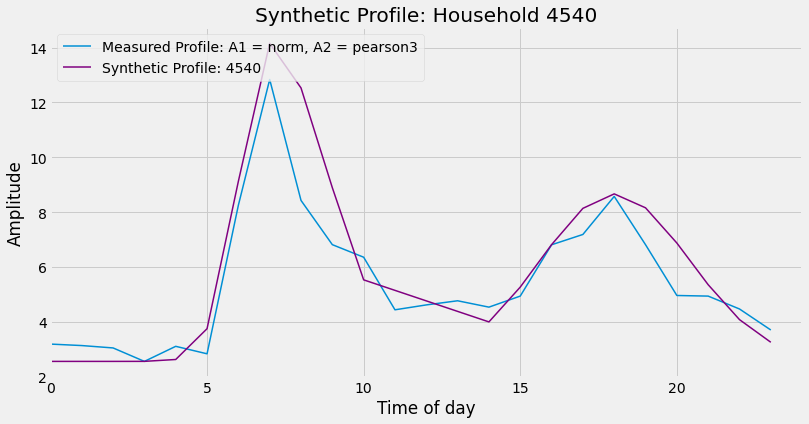 Synthetic Profile: Household 4540
Measured Profile: A1 = norm, A2 = pearson3
Synthetic Profile: 4540
Amplitude
14
12
10
8
6
4
2
0 5 10 15 20
Time of day